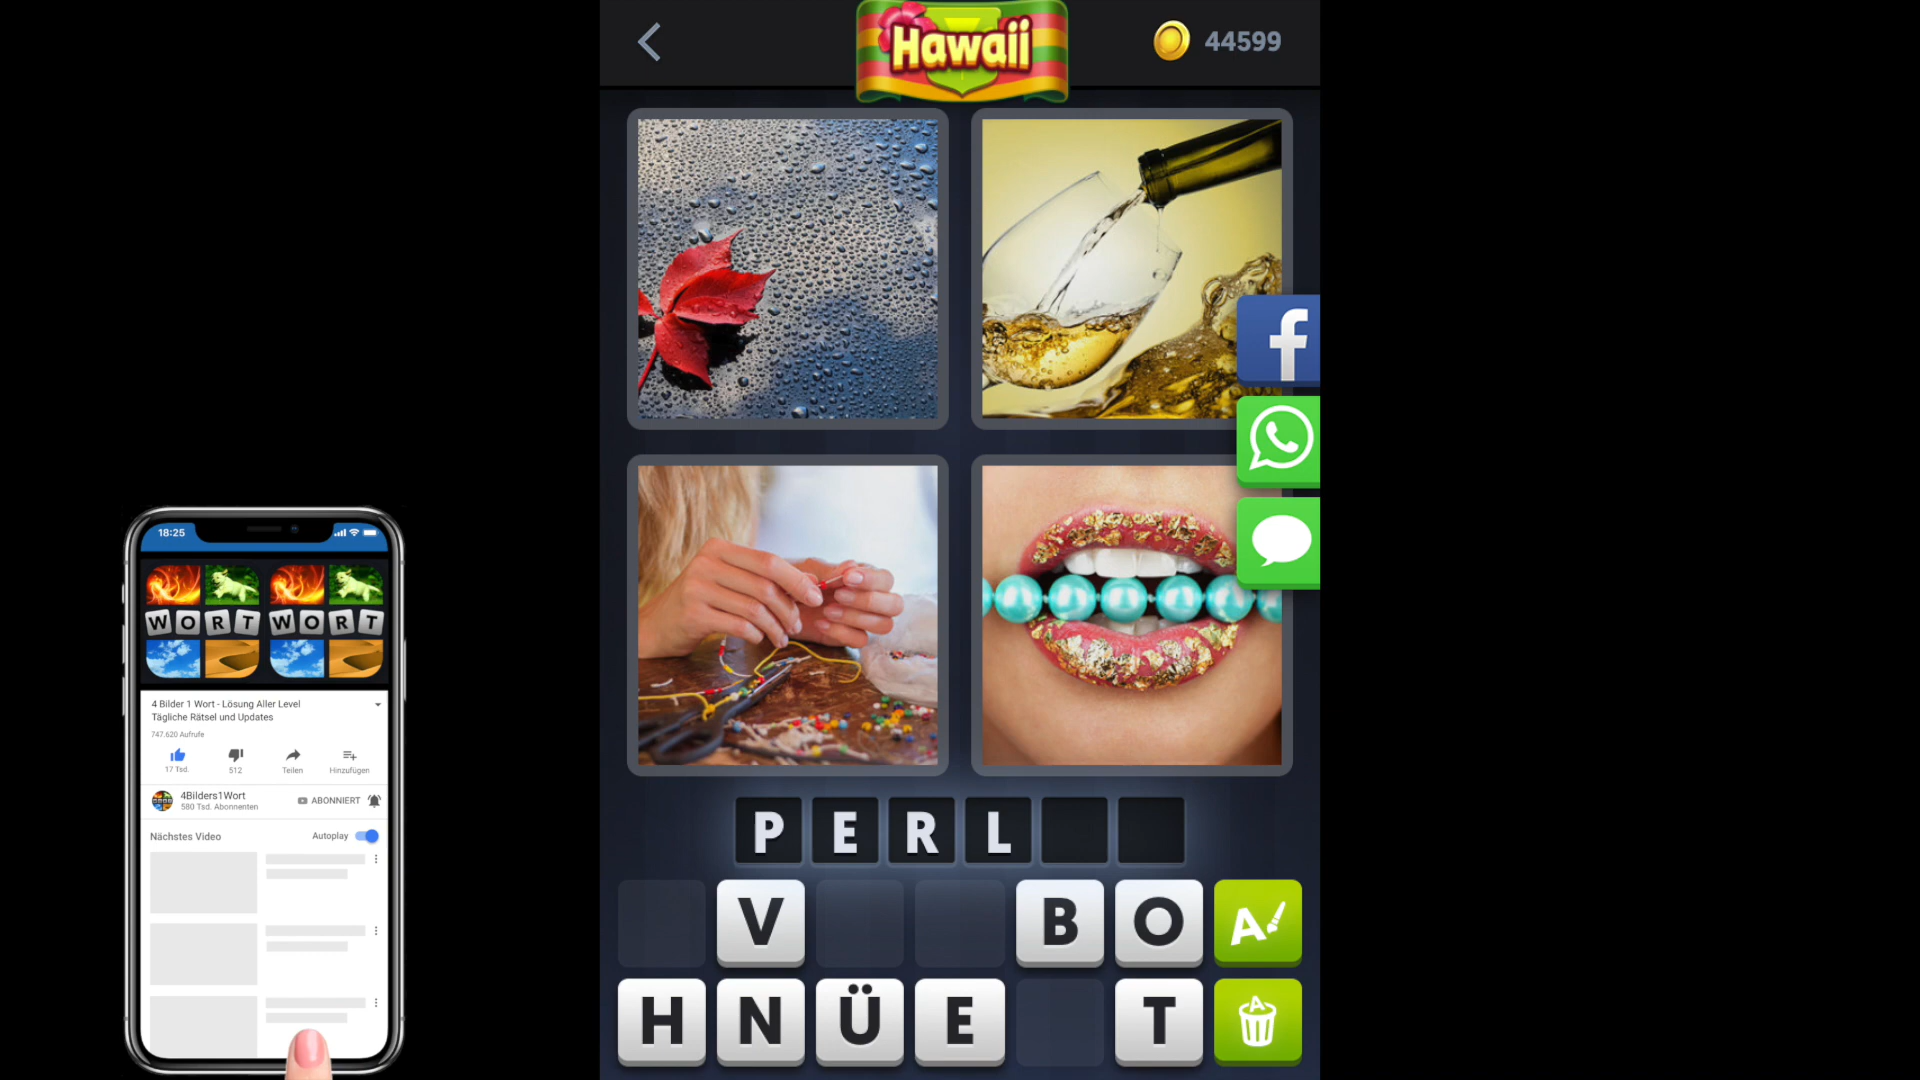 Hawaii
44599
18:25
WORT WORT
4 Bilder 1 Wort - Lösung Aller Level
Tägliche Rätsel und Updates
747.620 Aufrufe
17 Tsd.
512
Teilen
Hinzufügen
4Bilders1Wort
580 Tsd. Abonnenten
ABONNIERT
Nächstes Video
Autoplay
P E R L
V B O A
H N Ü E T A